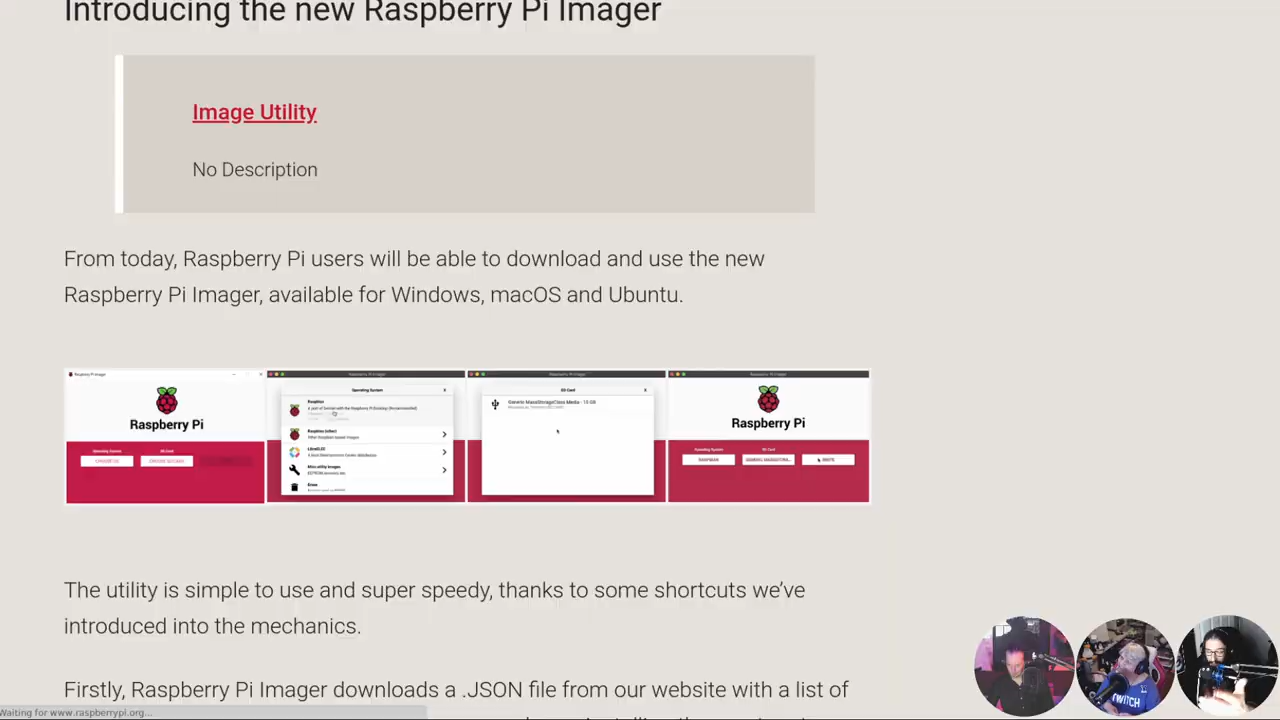 Introducing the new Raspberry Pi Imager
Image Utility
No Description
From today, Raspberry Pi users will be able to download and use the new
Raspberry Pi Imager, available for Windows, macOS and Ubuntu.
Raspberry Pi
Raspberry Pi
The utility is simple to use and super speedy, thanks to some shortcuts we've
introduced into the mechanics.
Firstly, Raspberry Pi Imager downloads a .JSON file from our website with a list of
Waiting for www.raspberrypi.org...
TWITCH